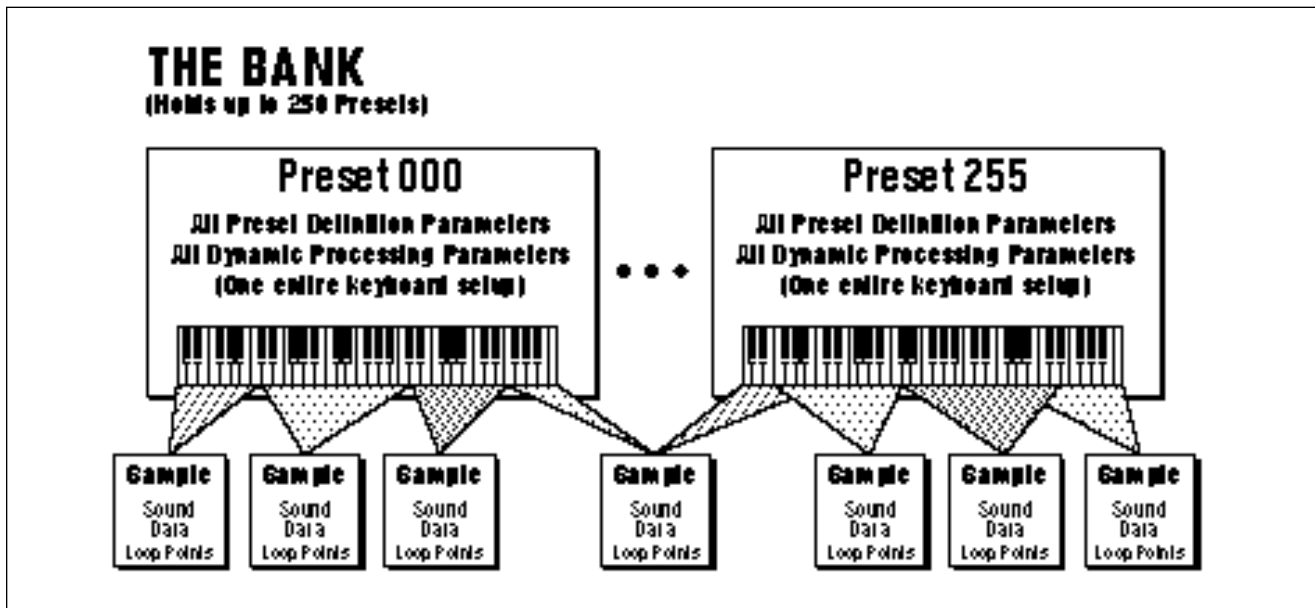 THE BANK
(Holds up to 250 Presets)
Preset 000
All Preset Definition Parameters
All Dynamic Processing Parameters
(One entire keyboard setup)
Preset 255
All Preset Definition Parameters
All Dynamic Processing Parameters
(One entire keyboard setup)
Sample
Sound
Data
Loop Points
Sample
Sound
Data
Loop Points
Sample
Sound
Data
Loop Points
Sample
Sound
Data
Loop Points
Sample
Sound
Data
Loop Points
Sample
Sound
Data
Loop Points
Sample
Sound
Data
Loop Points